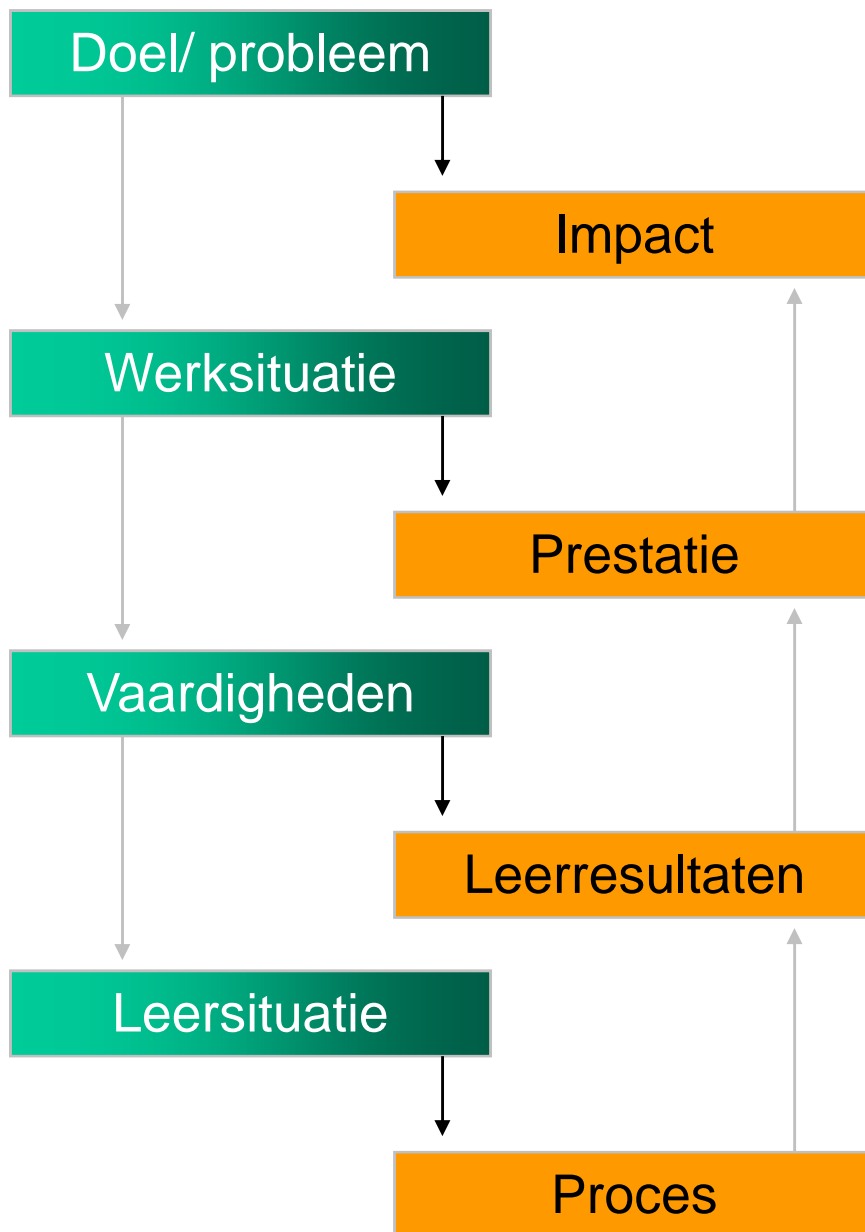 Doel/ probleem
Impact
Werksituatie
Prestatie
Vaardigheden
Leerresultaten
Leersituatie
Proces